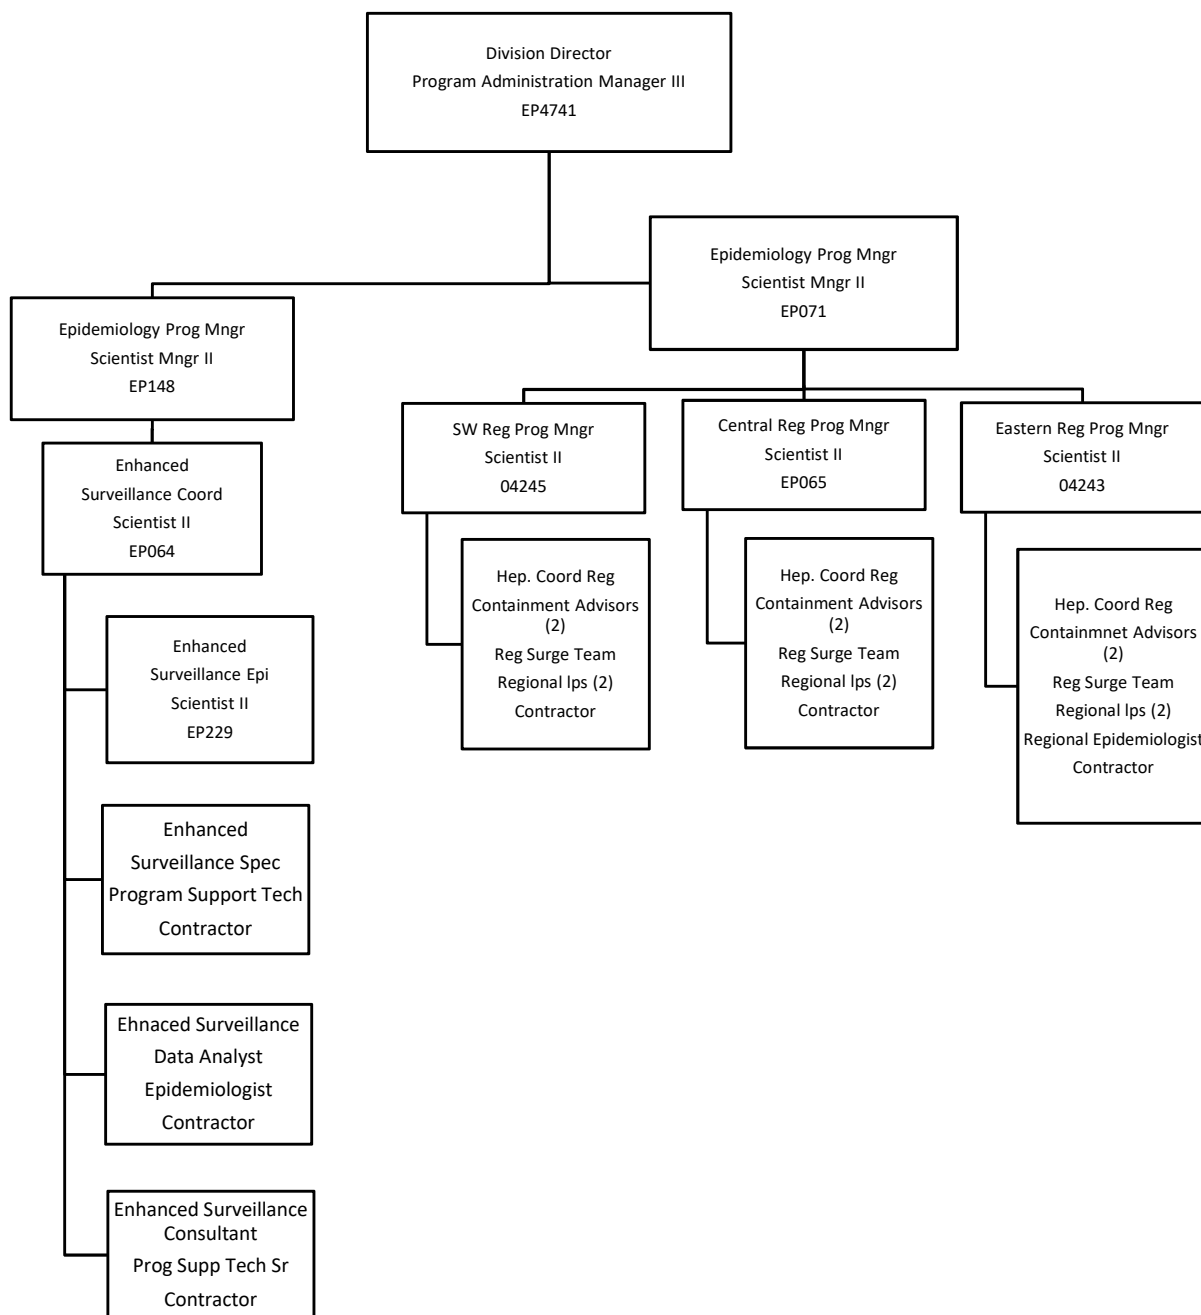 Division Director
Program Administration Manager III
EP4741
Epidemiology Prog Mngr
Scientist Mngr II
EP071
Epidemiology Prog Mngr
Scientist Mngr II
EP148
SW Reg Prog Mngr
Scientist II
04245
Central Reg Prog Mngr
Scientist II
EP065
Eastern Reg Prog Mngr
Scientist II
04243
Enhanced
Surveillance Coord
Scientist II
EP064
Hep. Coord Reg
Containment Advisors
(2)
Reg Surge Team
Regional Ips (2)
Contractor
Hep. Coord Reg
Containment Advisors
(2)
Reg Surge Team
Regional Ips (2)
Contractor
Hep. Coord Reg
Containmnet Advisors
(2)
Reg Surge Team
Regional Ips (2)
Regional Epidemiologist
Contractor
Enhanced
Surveillance Epi
Scientist II
EP229
Enhanced
Surveillance Spec
Program Support Tech
Contractor
Ehnaced Surveillance
Data Analyst
Epidemiologist
Contractor
Enhanced Surveillance
Consultant
Prog Supp Tech Sr
Contractor